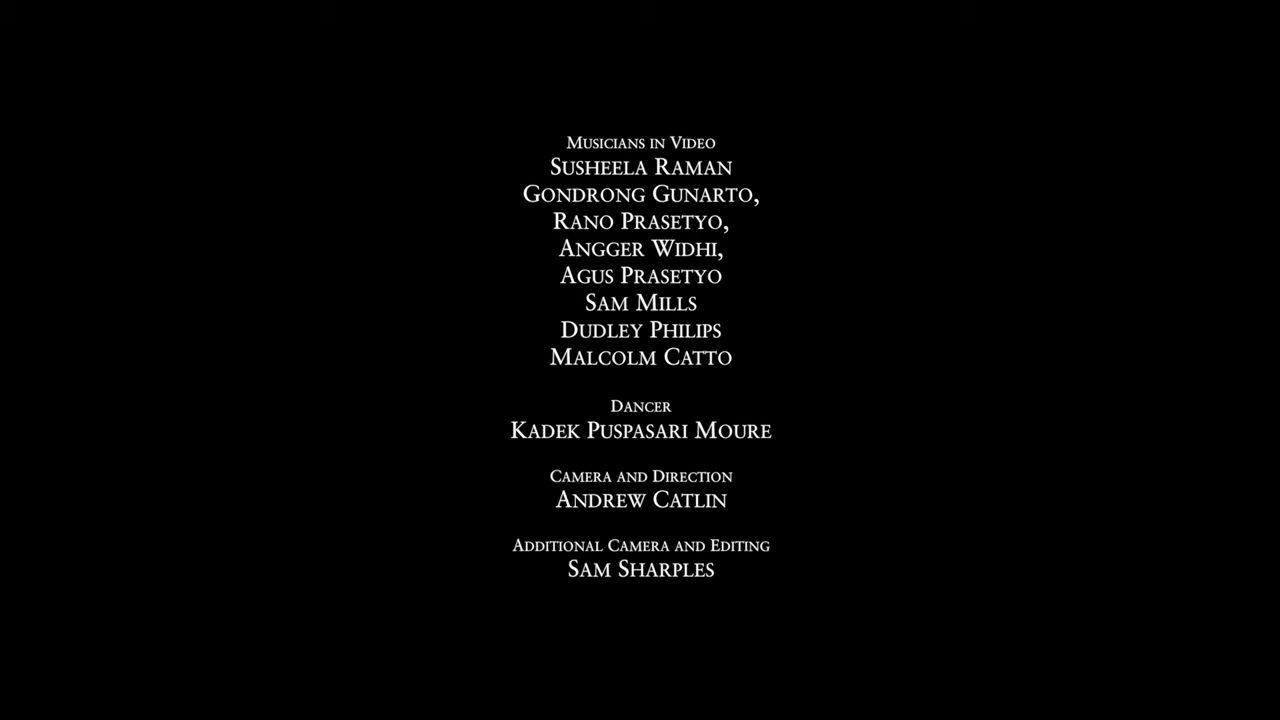 Musicians in Video
Susheela Raman
Gondrong Gunarto,
Rano Prasetyo,
Angger Widhi,
Agus Prasetyo
Sam Mills
Dudley Philips
Malcolm Catto
Dancer
Kadek Puspasari Moure
Camera and Direction
Andrew Catlin
Additional Camera and Editing
Sam Sharples